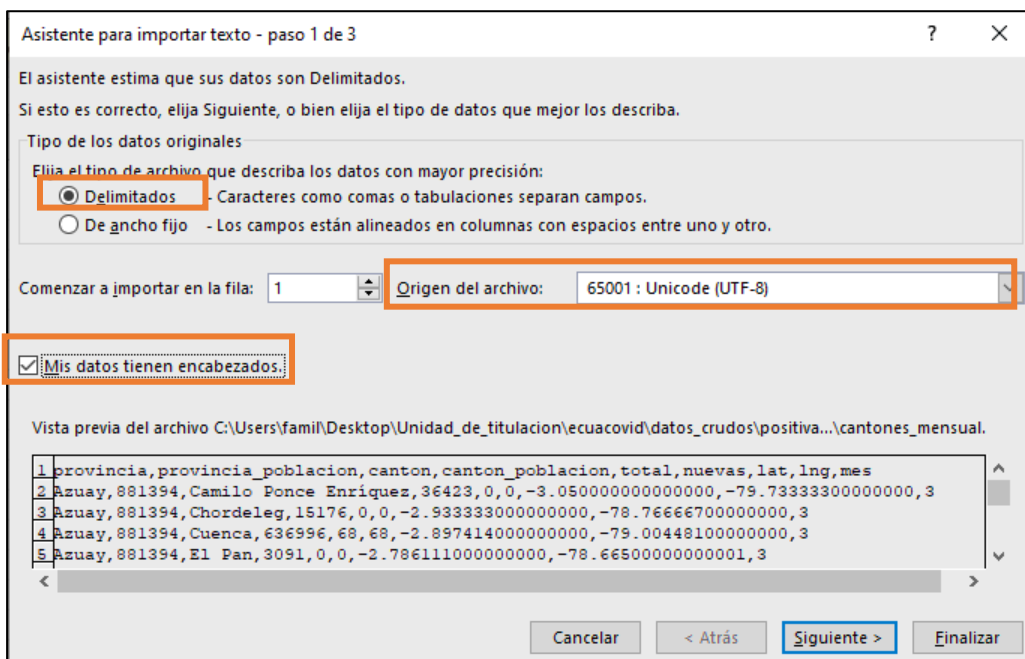 Asistente para importar texto - paso 1 de 3 ?
El asistente estima que sus datos son Delimitados.
Si esto es correcto, elija Siguiente, o bien elija el tipo de datos que mejor los describa.
Tipo de los datos originales
Elija el tipo de archivo que describa los datos con mayor precisión:
Delimitados - Caracteres como comas o tabulaciones separan campos.
De ancho fijo - Los campos están alineados en columnas con espacios entre uno y otro.
Comenzar a importar en la fila: 1 Origen del archivo: 65001 : Unicode (UTF-8)
Mis datos tienen encabezados.
Vista previa del archivo C:\Users\famil\Desktop\Unidad_de_titulacion\ecuacovid\datos_crudos\positiva...\cantones_mensual.
1 provincia,provincia_poblacion,canton,canton_poblacion,total,nuevas,lat,lng,mes
2 Azuay,881394,Camilo Ponce Enríquez,36423,0,0,-3.050000000000000,-79.73333300000000,3
3 Azuay,881394,Chordeleg,15176,0,0,-2.933333000000000,-78.76666700000000,3
4 Azuay,881394,Cuenca,636996,68,68,-2.897414000000000,-79.00448100000000,3
5 Azuay,881394,El Pan,3091,0,0,-2.786111000000000,-78.66500000000001,3
Cancelar < Atrás Siguiente > Finalizar